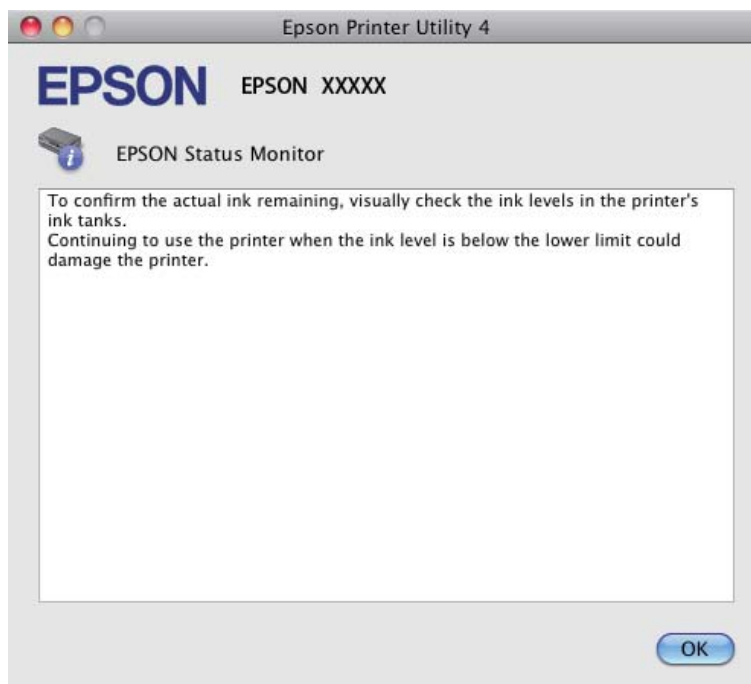 Epson Printer Utility 4
EPSON EPSON XXXXX
EPSON Status Monitor
To confirm the actual ink remaining, visually check the ink levels in the printer's
ink tanks.
Continuing to use the printer when the ink level is below the lower limit could
damage the printer.
OK